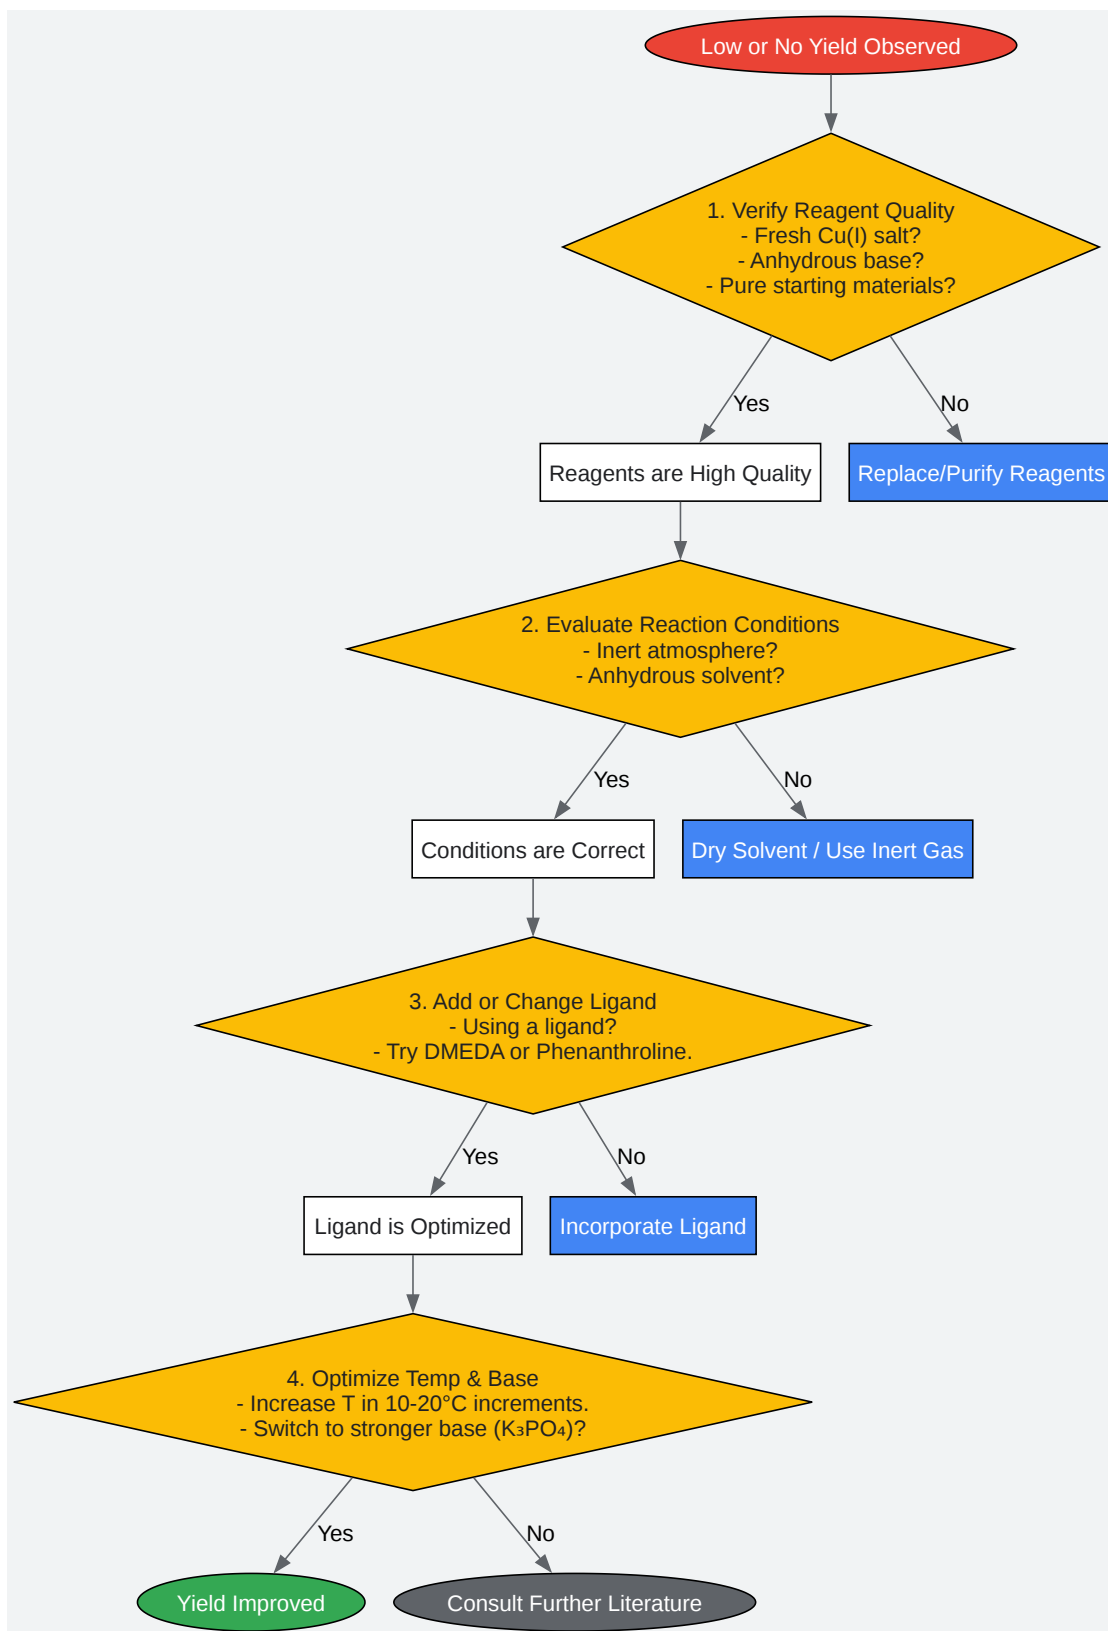 Low or No Yield Observed
1. Verify Reagent Quality
- Fresh Cu(I) salt?
- Anhydrous base?
- Pure starting materials?
Yes
No
Reagents are High Quality
Replace/Purify Reagents
2. Evaluate Reaction Conditions
- Inert atmosphere?
- Anhydrous solvent?
Yes
No
Conditions are Correct
Dry Solvent / Use Inert Gas
3. Add or Change Ligand
- Using a ligand?
- Try DMEDA or Phenanthroline.
Yes
No
Ligand is Optimized
Incorporate Ligand
4. Optimize Temp & Base
- Increase T in 10-20°C increments.
- Switch to stronger base (K₃PO₄)?
Yes
No
Yield Improved
Consult Further Literature